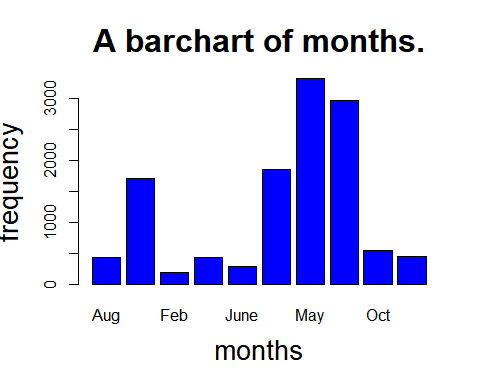 A barchart of months.
frequency
3000
2000
1000
0
Aug Feb June May Oct
months